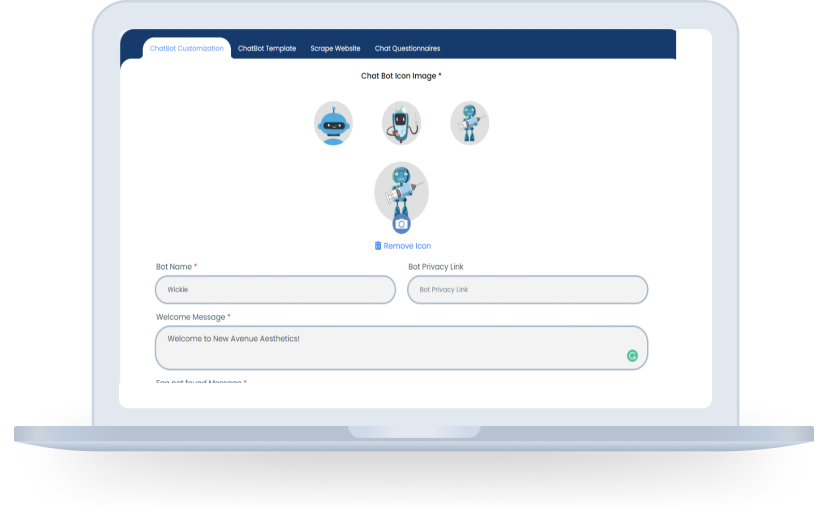 ChatBot Customization ChatBot Template Scrape Website Chat Questionnaires
Chat Bot Icon Image *
Remove Icon
Bot Name * Bot Privacy Link
Wickie Bot Privacy Link
Welcome Message *
Welcome to New Avenue Aesthetics!
Faq not found Message *